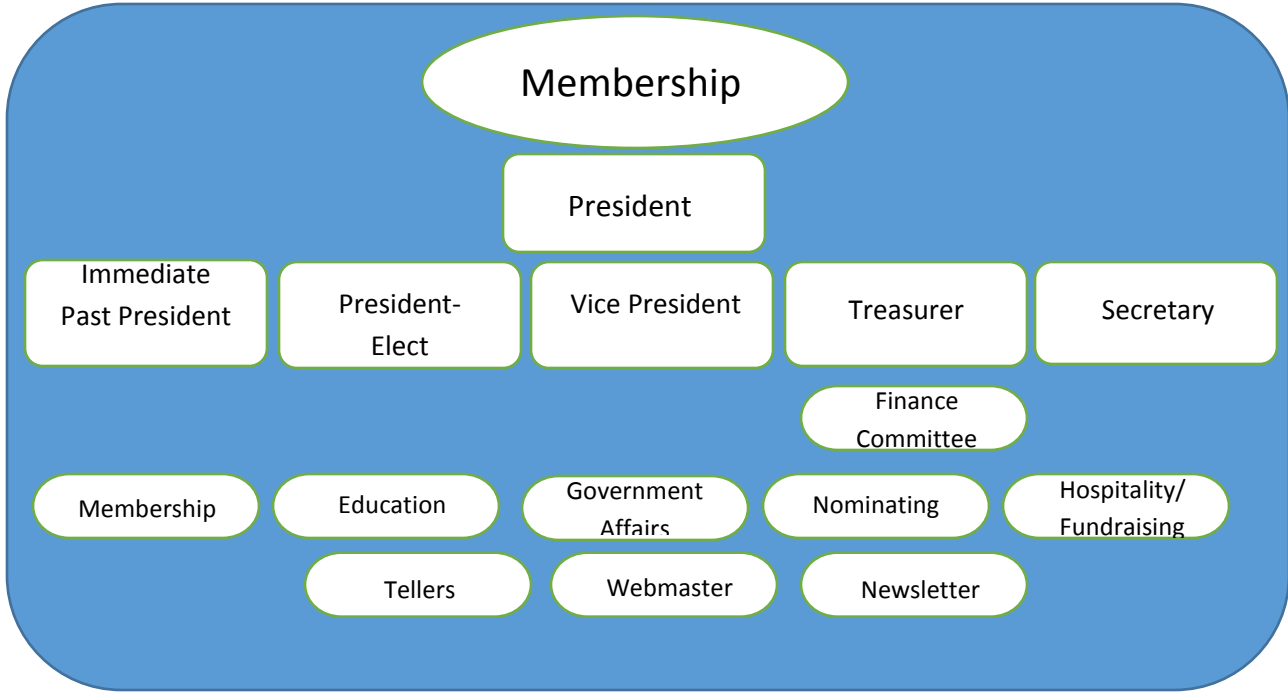 Membership
President
Immediate
Past President
President-
Elect
Vice President
Treasurer
Secretary
Finance
Committee
Membership
Education
Government
Affairs
Nominating
Hospitality/
Fundraising
Tellers
Webmaster
Newsletter